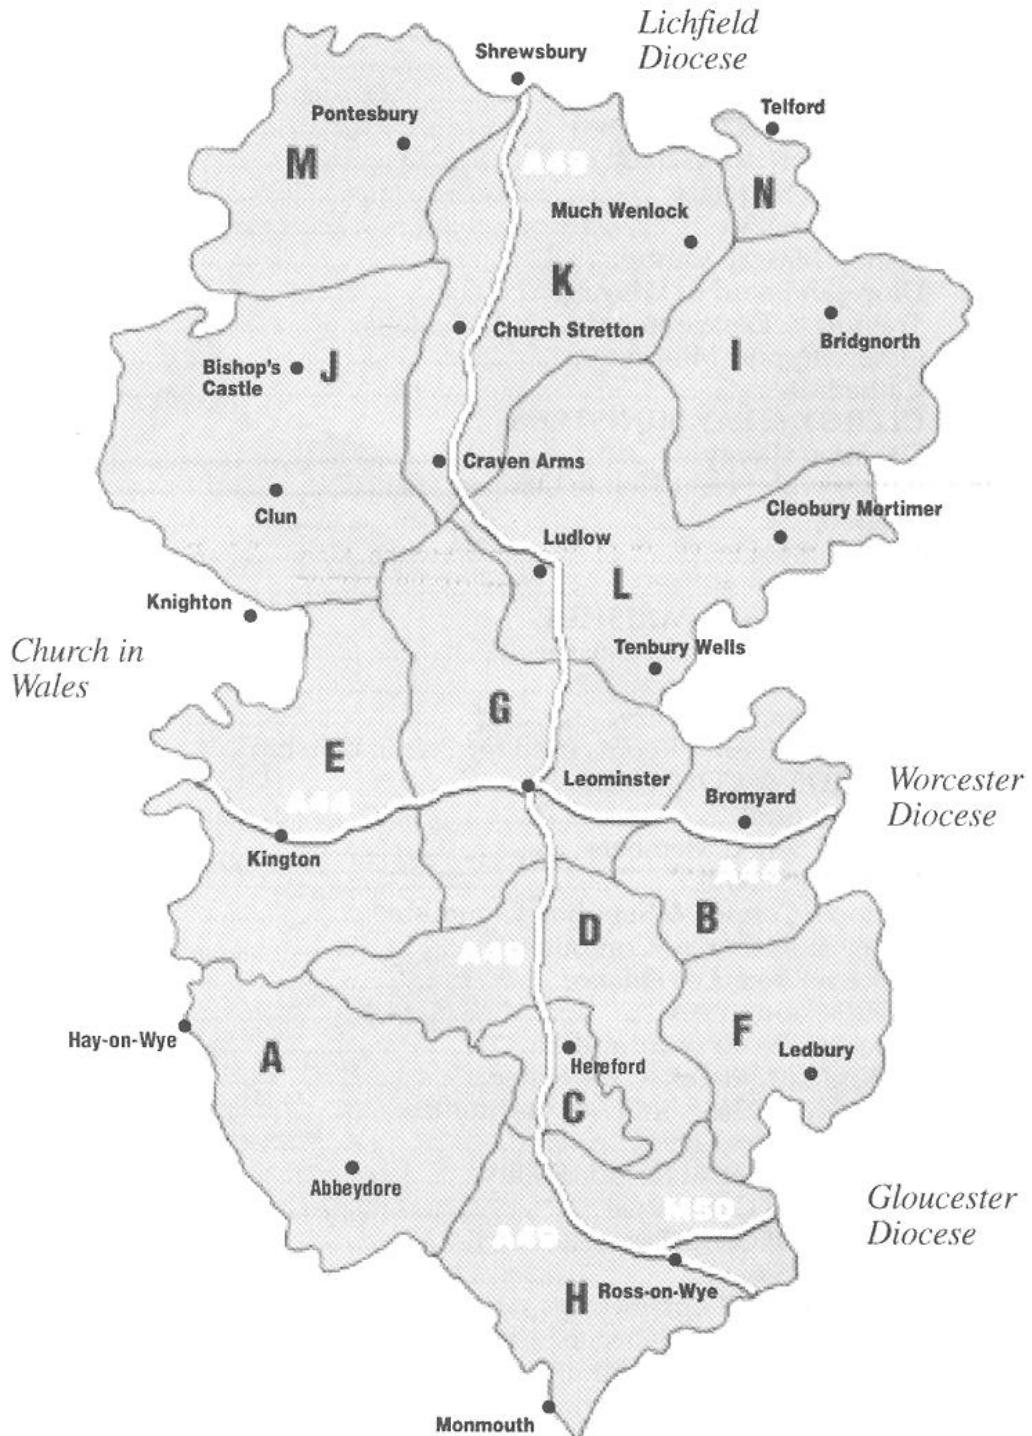 Lichfield
Diocese
Shrewsbury
Telford
Pontesbury
M
A49
N
Much Wenlock
K
Church Stretton
Bridgnorth
I
Bishop's
Castle
J
Craven Arms
Clun
Cleobury Mortimer
Ludlow
L
Knighton
Church in
Wales
Tenbury Wells
G
E
Leominster
Worcester
Diocese
Bromyard
A44
Kington
A44
B
D
A49
Hay-on-Wye
A
F
Ledbury
Hereford
C
Abbeydore
Gloucester
Diocese
M50
A49
H
Ross-on-Wye
Monmouth